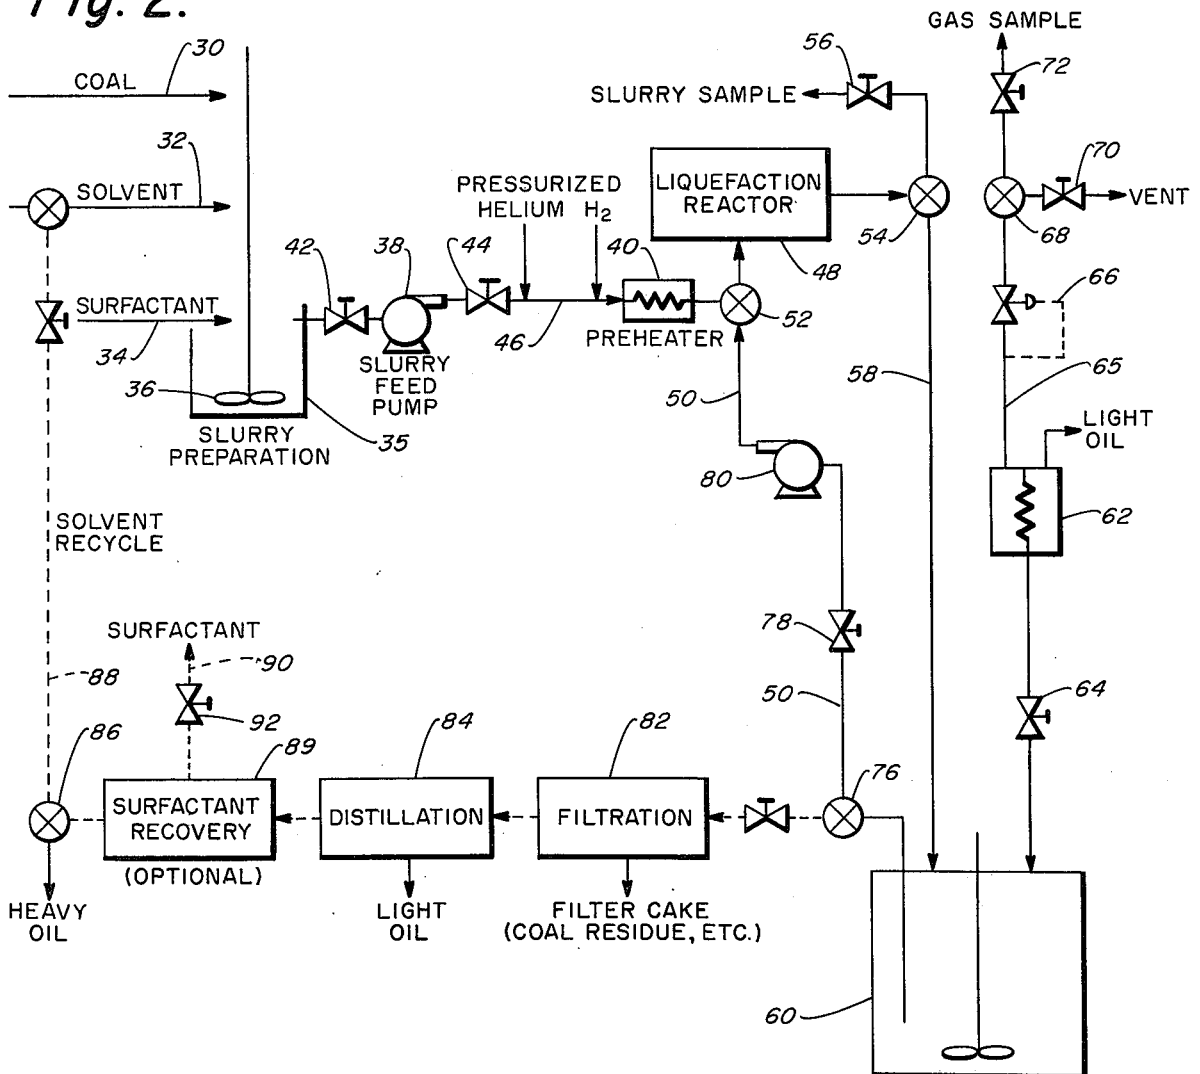 Fig. 2.
GAS SAMPLE
30
COAL
56
72
SLURRY SAMPLE
32
SOLVENT
PRESSURIZED
HELIUM H2
LIQUEFACTION
REACTOR
70
VENT
54
68
42
38
44
40
48
66
SURFACTANT
34
46
PREHEATER
52
SLURRY
FEED
PUMP
36
35
SLURRY
PREPARATION
50
58
65
LIGHT
OIL
80
62
SOLVENT
RECYCLE
SURFACTANT
90
78
88
92
50
64
86
89
84
82
76
SURFACTANT
RECOVERY
(OPTIONAL)
DISTILLATION
FILTRATION
HEAVY
OIL
LIGHT
OIL
FILTER CAKE
(COAL RESIDUE, ETC.)
60